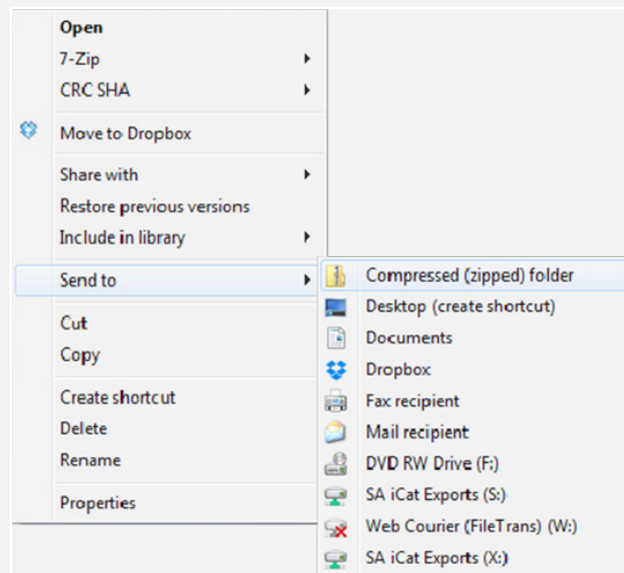 Open
7-Zip
CRC SHA
Move to Dropbox
Share with
Restore previous versions
Include in library
Send to
Cut
Copy
Create shortcut
Delete
Rename
Properties
Compressed (zipped) folder
Desktop (create shortcut)
Documents
Dropbox
Fax recipient
Mail recipient
DVD RW Drive (F:)
SA iCat Exports (S:)
Web Courier (FileTrans) (W:)
SA iCat Exports (X:)